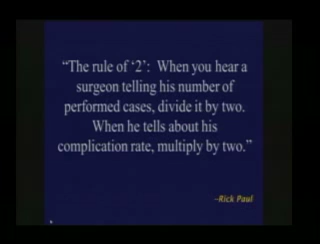 “The rule of ‘2’:  When you hear a
surgeon telling his number of
performed cases, divide it by two.
When he tells about his
complication rate, multiply by two.”
–Rick Paul